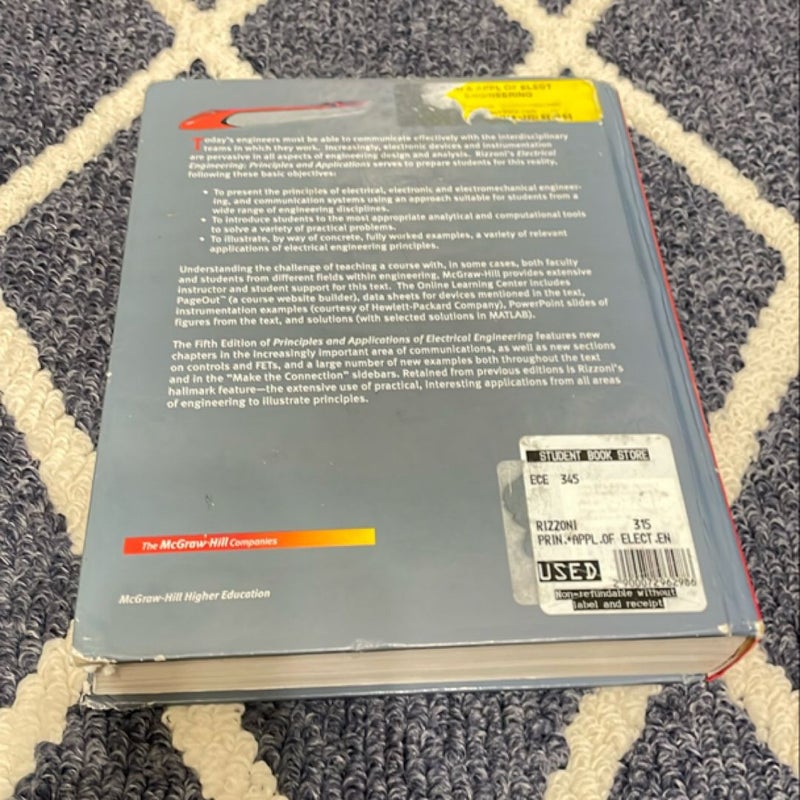 & APPL OF ELECT
ENGINEERING
Today's engineers must be able to communicate effectively with the interdisciplinary
teams in which they work. Increasingly, electronic devices and instrumentation
are pervasive in all aspects of engineering design and analysis. Rizzoni's Electrical
Engineering: Principles and Applications serves to prepare students for this reality,
following these basic objectives:
• To present the principles of electrical, electronic and electromechanical engineer-
ing, and communication systems using an approach suitable for students from a
wide range of engineering disciplines.
• To introduce students to the most appropriate analytical and computational tools
to solve a variety of practical problems.
• To illustrate, by way of concrete, fully worked examples, a variety of relevant
applications of electrical engineering principles.
Understanding the challenge of teaching a course with, in some cases, both faculty
and students from different fields within engineering, McGraw-Hill provides extensive
instructor and student support for this text. The Online Learning Center includes
PageOut™ (a course website builder), data sheets for devices mentioned in the text,
instrumentation examples (courtesy of Hewlett-Packard Company), PowerPoint slides of
figures from the text, and solutions (with selected solutions in MATLAB).
The Fifth Edition of Principles and Applications of Electrical Engineering features new
chapters in the increasingly important area of communications, as well as new sections
on controls and FETs, and a large number of new examples both throughout the text
and in the "Make the Connection" sidebars. Retained from previous editions is Rizzoni's
hallmark feature—the extensive use of practical, interesting applications from all areas
of engineering to illustrate principles.
STUDENT BOOK STORE
ECE 345
RIZZONI 315
PRIN.*APPL.OF ELECT.EN
USED
2900072962986
Non-refundable without
label and receipt
The McGraw-Hill Companies
McGraw-Hill Higher Education